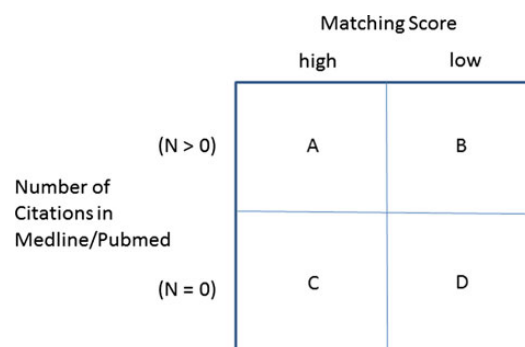 Matching Score
high low
(N > 0) A B
Number of
Citations in
Medline/Pubmed
(N = 0) C D